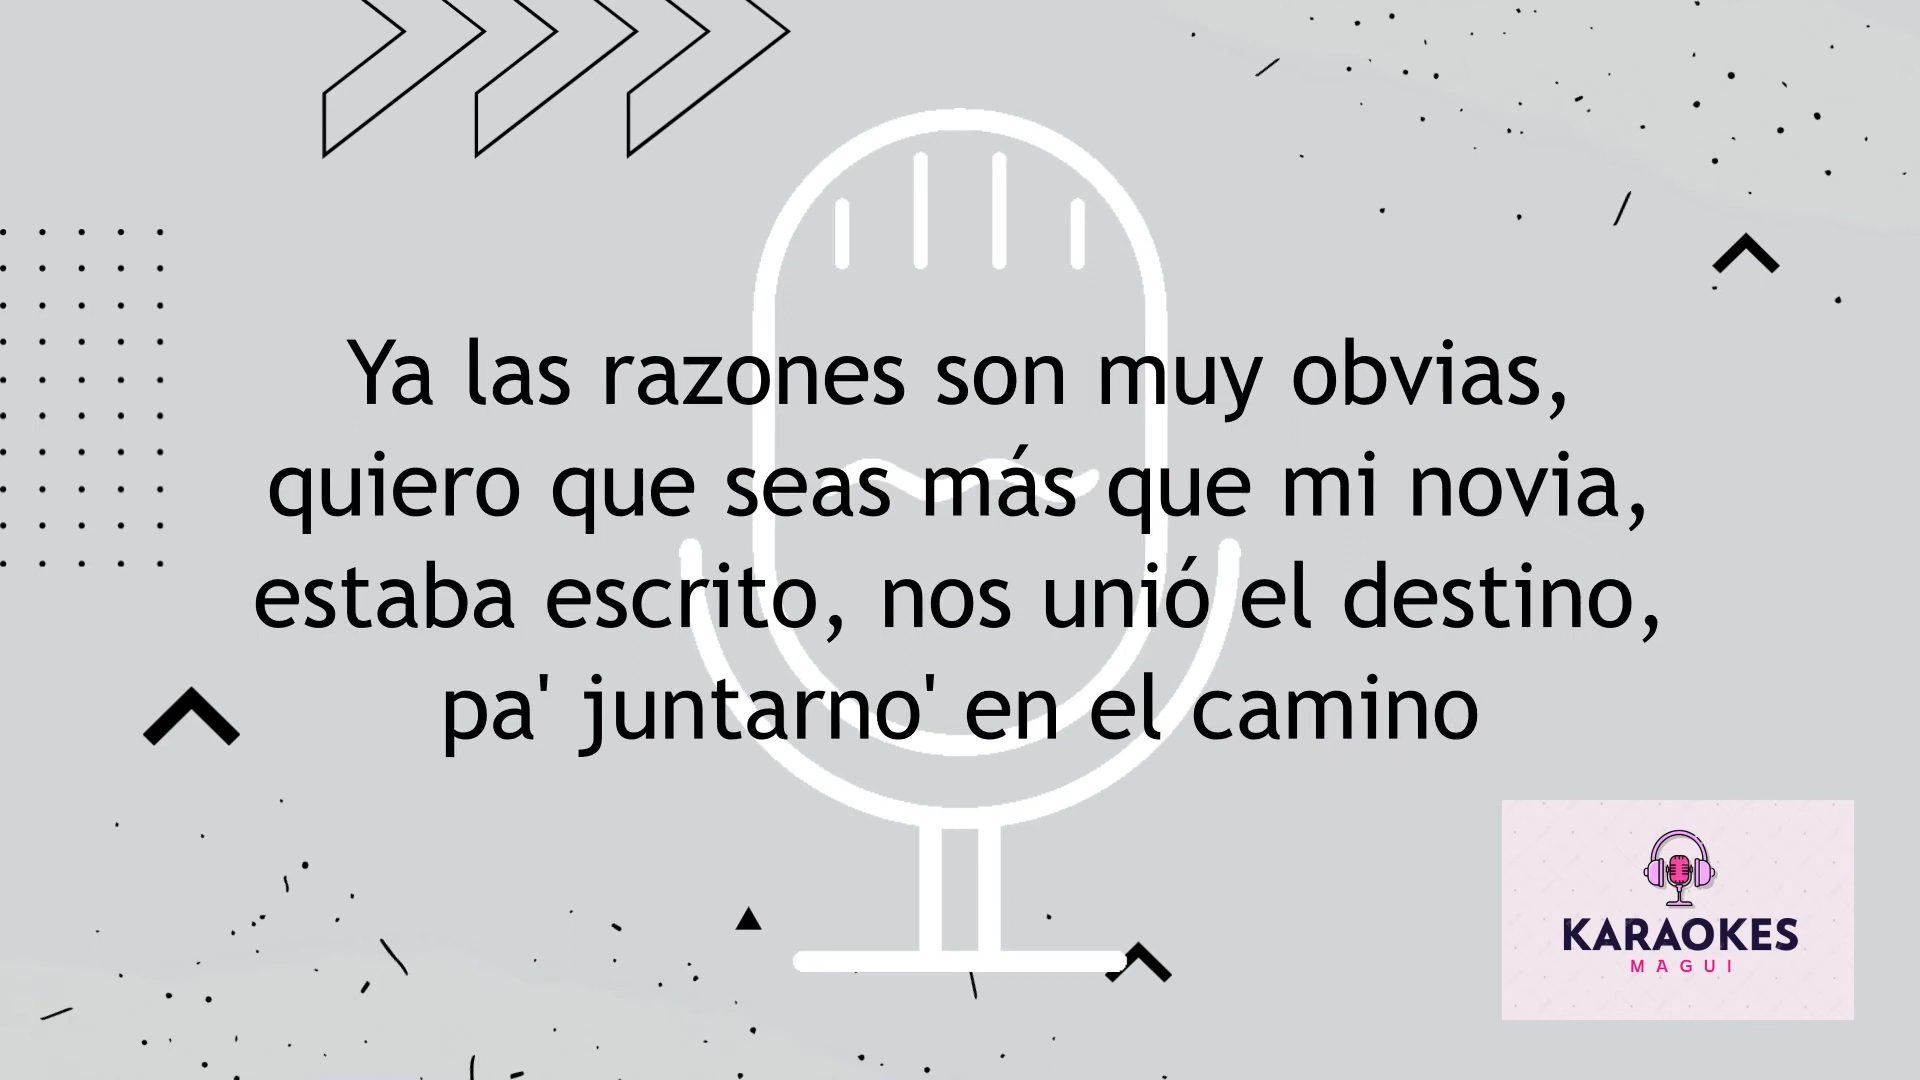 Ya las razones son muy obvias,
quiero que seas más que mi novia,
estaba escrito, nos unió el destino,
pa' juntarno' en el camino
KARAOKES
MAGUI